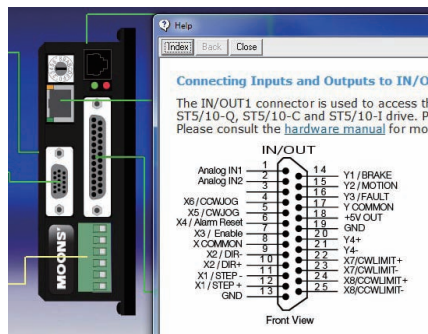 Help
Index Back Close
Connecting Inputs and Outputs to IN/O
The IN/OUT1 connector is used to access th
ST5/10-Q, ST5/10-C and ST5/10-I drive. P
Please consult the hardware manual for mo
IN/OUT
Analog IN1 1 14 Y1/BRAKE
Analog IN2 2 15 Y2/MOTION
3 16 Y3/FAULT
X6/CCWJOG 4 17 Y COMMON
X5/CWJOG 5 18 +5V OUT
X4/Alarm Reset 6 19 GND
X3 / Enable 7 20 Y4+
X COMMON 8 21 Y4-
X2/DIR- 9 22 X7/CWLIMIT+
X2/DIR+ 10 23 X7/CWLIMIT-
X1/STEP - 11 24 X8/CCWLIMIT+
X1/STEP + 12 25 X8/CCWLIMIT-
GND 13
Front View
MOONS'